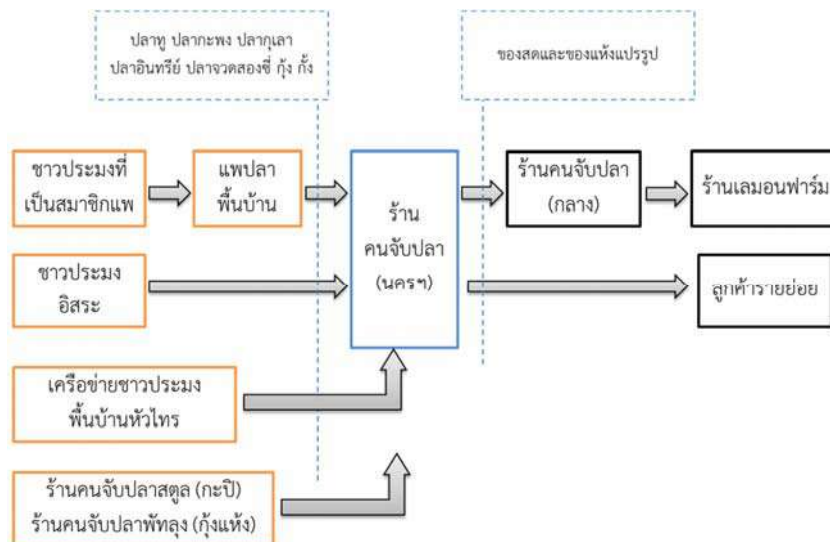 ปลาทู ปลากะพง ปลากุเลา
ปลาอินทรีย์ ปลาจวดสองซี่ กุ้ง กั้ง
ของสดและของแห้งแปรรูป
ชาวประมงที่
เป็นสมาชิกแพ
แพปลา
พื้นบ้าน
ร้าน
คนจับปลา
(นครฯ)
ร้านคนจับปลา
(กลาง)
ร้านเลมอนฟาร์ม
ชาวประมง
อิสระ
ลูกค้ารายย่อย
เครือข่ายชาวประมง
พื้นบ้านหัวไทร
ร้านคนจับปลาสตูล (กะปิ)
ร้านคนจับปลาพัทลุง (กุ้งแห้ง)